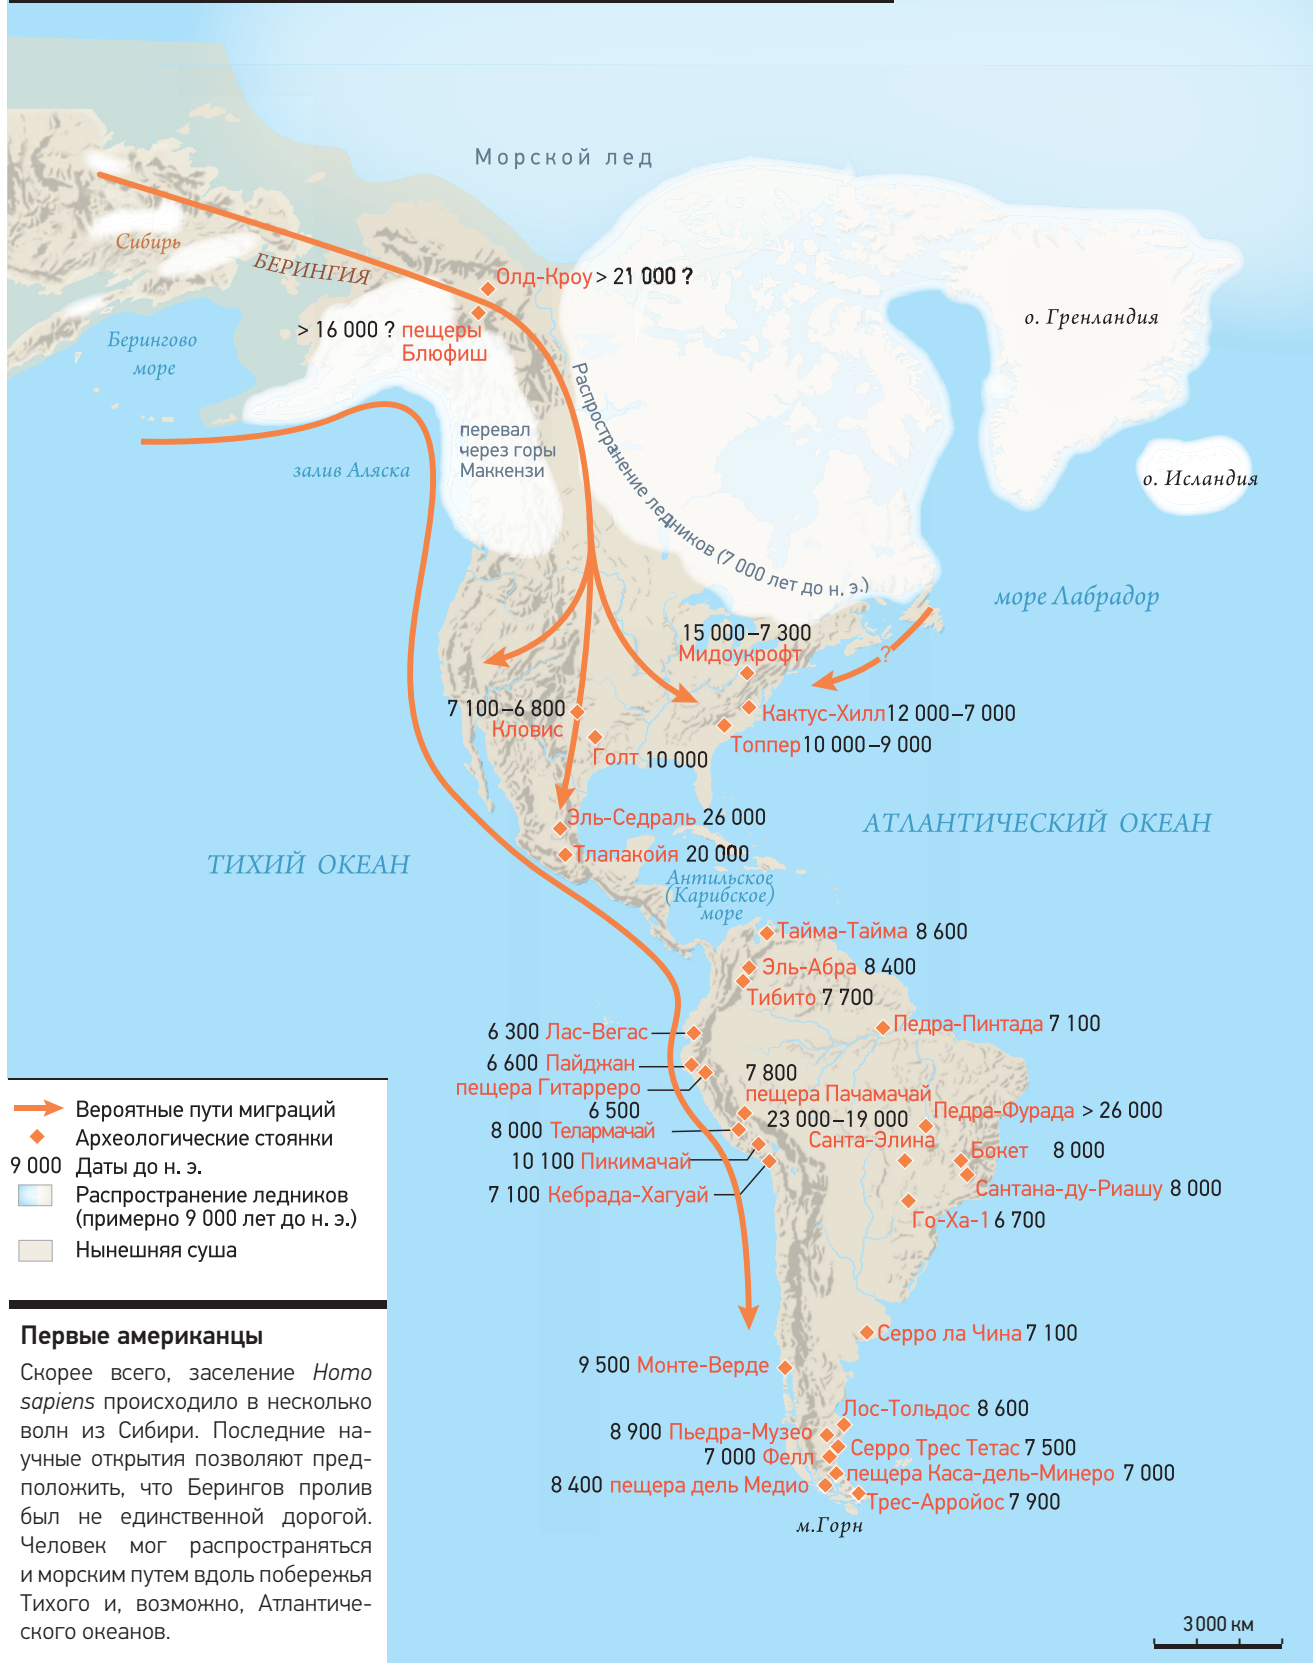 Морской лед
Сибирь
БЕРИНГИЯ
Олд-Кроу > 21 000 ?
> 16 000 ? пещеры
Блюфиш
о. Гренландия
Берингово
море
Распространение ледников (7 000 лет до н. э.)
перевал
через горы
Маккензи
залив Аляска
о. Исландия
море Лабрадор
15 000–7 300
Мидоукрофт
?
7 100–6 800
Кловис
Кактус-Хилл 12 000–7 000
Топпер 10 000–9 000
Голт 10 000
Эль-Седраль 26 000
АТЛАНТИЧЕСКИЙ ОКЕАН
ТИХИЙ ОКЕАН
Тлапакойя 20 000
Антильское
(Карибское)
море
Тайма-Тайма 8 600
Эль-Абра 8 400
Тибито 7 700
6 300 Лас-Вегас
Педра-Пинтада 7 100
6 600 Пайджан
пещера Гитарреро
6 500
7 800
пещера Пачамачай
23 000–19 000
Санта-Элина
Педра-Фурада > 26 000
8 000 Телармачай
Бокет 8 000
10 100 Пикимачай
7 100 Кебрада-Хагуай
Сантана-ду-Риашу 8 000
Го-Ха-1 6 700
Серро ла Чина 7 100
9 500 Монте-Верде
Лос-Тольдос 8 600
8 900 Пьедра-Музео
Серро Трес Тетас 7 500
7 000 Фелл
пещера Каса-дель-Минеро 7 000
8 400 пещера дель Медио
Трес-Арройос 7 900
м.Горн
Вероятные пути миграций
Археологические стоянки
9 000 Даты до н. э.
Распространение ледников
(примерно 9 000 лет до н. э.)
Нынешняя суша
Первые американцы
Скорее всего, заселение Homo
sapiens происходило в несколько
волн из Сибири. Последние на-
учные открытия позволяют пред-
положить, что Берингов пролив
был не единственной дорогой.
Человек мог распространяться
и морским путем вдоль побережья
Тихого и, возможно, Атлантиче-
ского океанов.
3 000 км